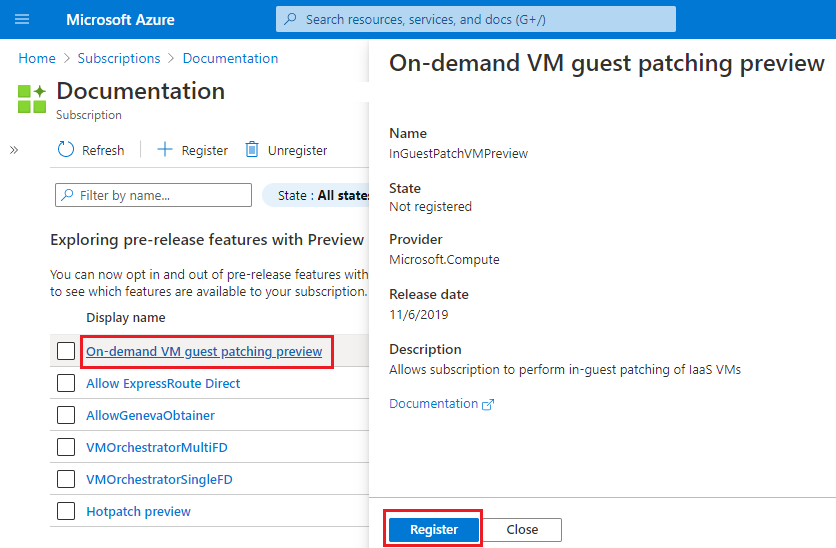 Microsoft Azure
Search resources, services, and docs (G+/)
Home > Subscriptions > Documentation
Documentation
Subscription
»
Refresh
Register
Unregister
Filter by name...
State : All states
Exploring pre-release features with Preview
You can now opt in and out of pre-release features with
to see which features are available to your subscription.
Display name
On-demand VM guest patching preview
Allow ExpressRoute Direct
AllowGenevaObtainer
VMOrchestratorMultiFD
VMOrchestratorSingleFD
Hotpatch preview
On-demand VM guest patching preview
Name
InGuestPatchVMPreview
State
Not registered
Provider
Microsoft.Compute
Release date
11/6/2019
Description
Allows subscription to perform in-guest patching of IaaS VMs
Documentation
Register
Close